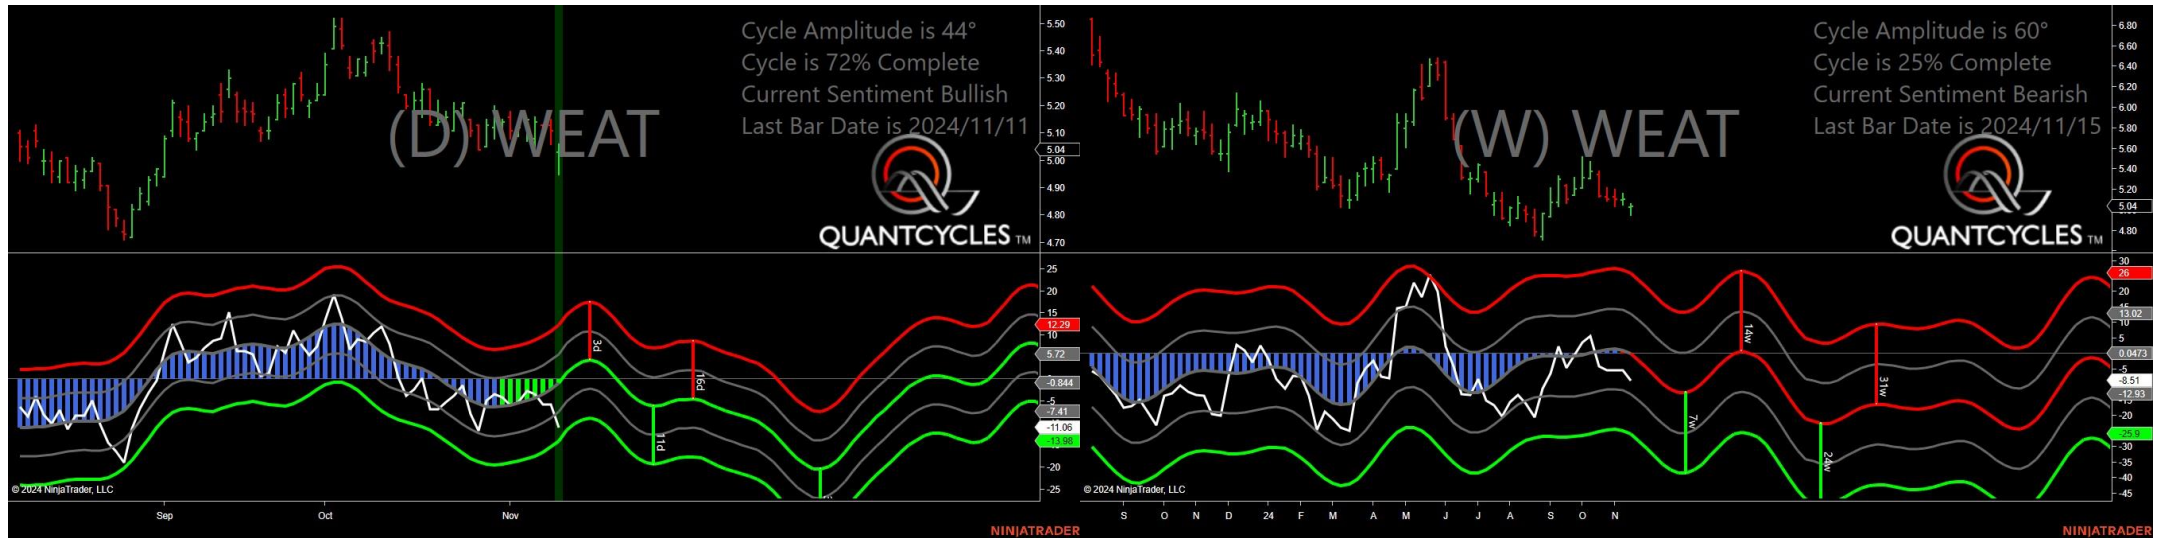 Cycle Amplitude is 44°
Cycle is 72% Complete
Current Sentiment Bullish
Last Bar Date is 2024/11/11
(D) WEAT
QUANTCYCLES TM
5.50
5.40
5.30
5.20
5.10
5.04
5.00
4.90
4.80
4.70
25
20
15
12.29
10
5.72
-0.844
-5
-7.41
-11.06
-13.98
-20
-25
3d
11d
16d
© 2024 NinjaTrader, LLC
Sep
Oct
Nov
NINJATRADER
Cycle Amplitude is 60°
Cycle is 25% Complete
Current Sentiment Bearish
Last Bar Date is 2024/11/15
(W) WEAT
QUANTCYCLES TM
6.80
6.60
6.40
6.20
6.00
5.80
5.60
5.40
5.20
5.04
4.80
30
26
20
13.02
10
5
0.0473
-5
-8.51
-12.93
-20
-25.9
-30
-35
-40
-45
7w
14w
24w
31w
© 2024 NinjaTrader, LLC
S O N D 24 F M A M J J A S O N
NINJATRADER